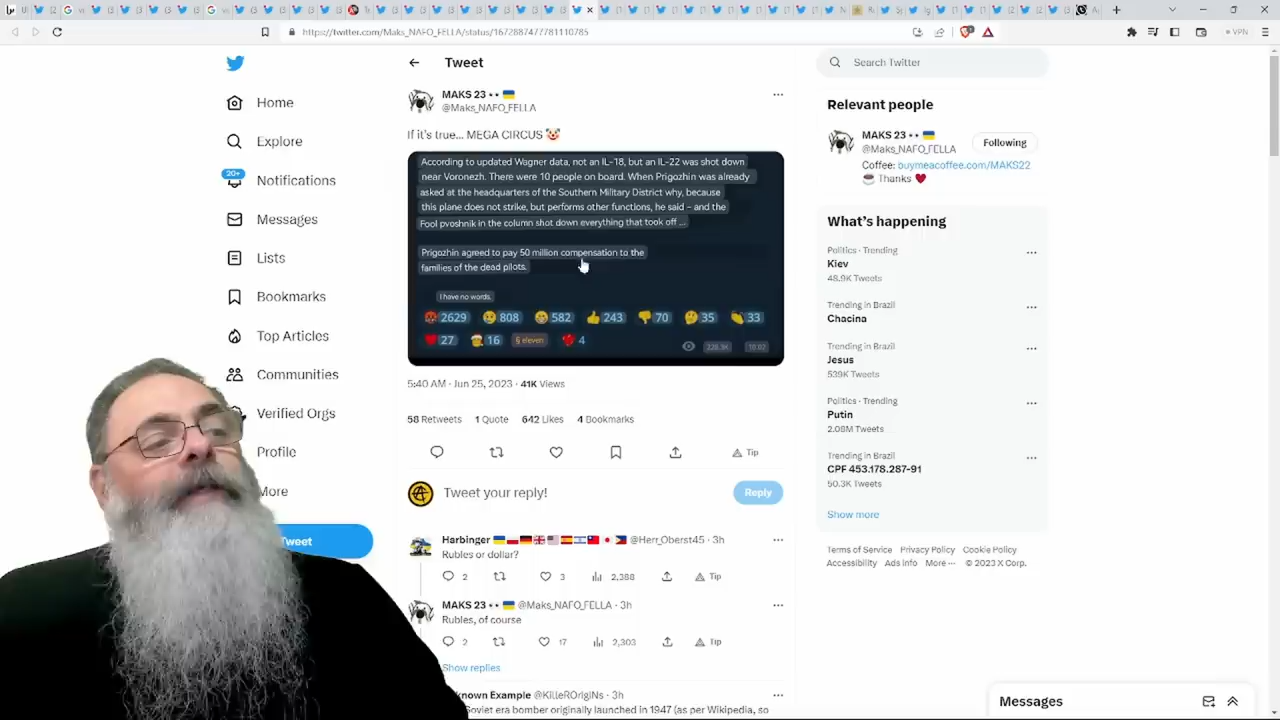 https://twitter.com/Maks_NAFO_FELLA/status/1672887477781110785
VPN
Home
Explore
20+
Notifications
Messages
Lists
Bookmarks
Top Articles
Communities
Verified Orgs
Profile
More
Tweet
Tweet
MAKS 23
@Maks_NAFO_FELLA
If it's true... MEGA CIRCUS
According to updated Wagner data, not an IL-18, but an IL-22 was shot down
near Voronezh. There were 10 people on board. When Prigozhin was already
asked at the headquarters of the Southern Military District why, because
this plane does not strike, but performs other functions, he said – and the
Fool pvoshnik in the column shot down everything that took off ...
Prigozhin agreed to pay 50 million compensation to the
families of the dead pilots.
I have no words.
2629 808 582 243 70 35 33
27 16 § eleven 4
5:40 AM · Jun 25, 2023 · 41K Views
58 Retweets 1 Quote 642 Likes 4 Bookmarks
Tip
Tweet your reply!
Reply
Harbinger @Herr_Oberst45 · 3h
Rubles or dollar?
2 3 2,388 Tip
MAKS 23 @Maks_NAFO_FELLA · 3h
Rubles, of course
2 17 2,303 Tip
Show replies
known Example @KilleROrigiNs · 3h
Soviet era bomber originally launched in 1947 (as per Wikipedia, so
Search Twitter
Relevant people
MAKS 23
@Maks_NAFO_FELLA
Following
Coffee: buymeacoffee.com/MAKS22
Thanks
What's happening
Politics · Trending
Kiev
48.9K Tweets
Trending in Brazil
Chacina
Trending in Brazil
Jesus
539K Tweets
Politics · Trending
Putin
2.08M Tweets
Trending in Brazil
CPF 453.178.287-91
50.3K Tweets
Show more
Terms of Service Privacy Policy Cookie Policy
Accessibility Ads info More ··· © 2023 X Corp.
Messages